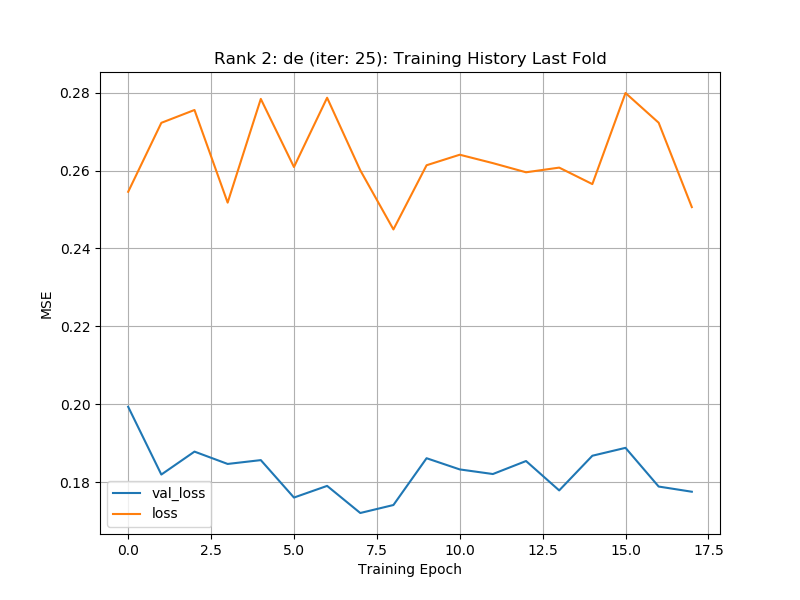 Rank 2: de (iter: 25): Training History Last Fold
0.28
0.26
0.24
0.22
0.20
0.18
MSE
val_loss
loss
0.0 2.5 5.0 7.5 10.0 12.5 15.0 17.5
Training Epoch